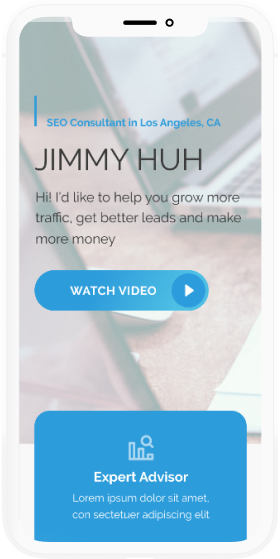 SEO Consultant in Los Angeles, CA
JIMMY HUH
Hi! I'd like to help you grow more
traffic, get better leads and make
more money
WATCH VIDEO
Expert Advisor
Lorem ipsum dolor sit amet,
con sectetuer adipiscing elit